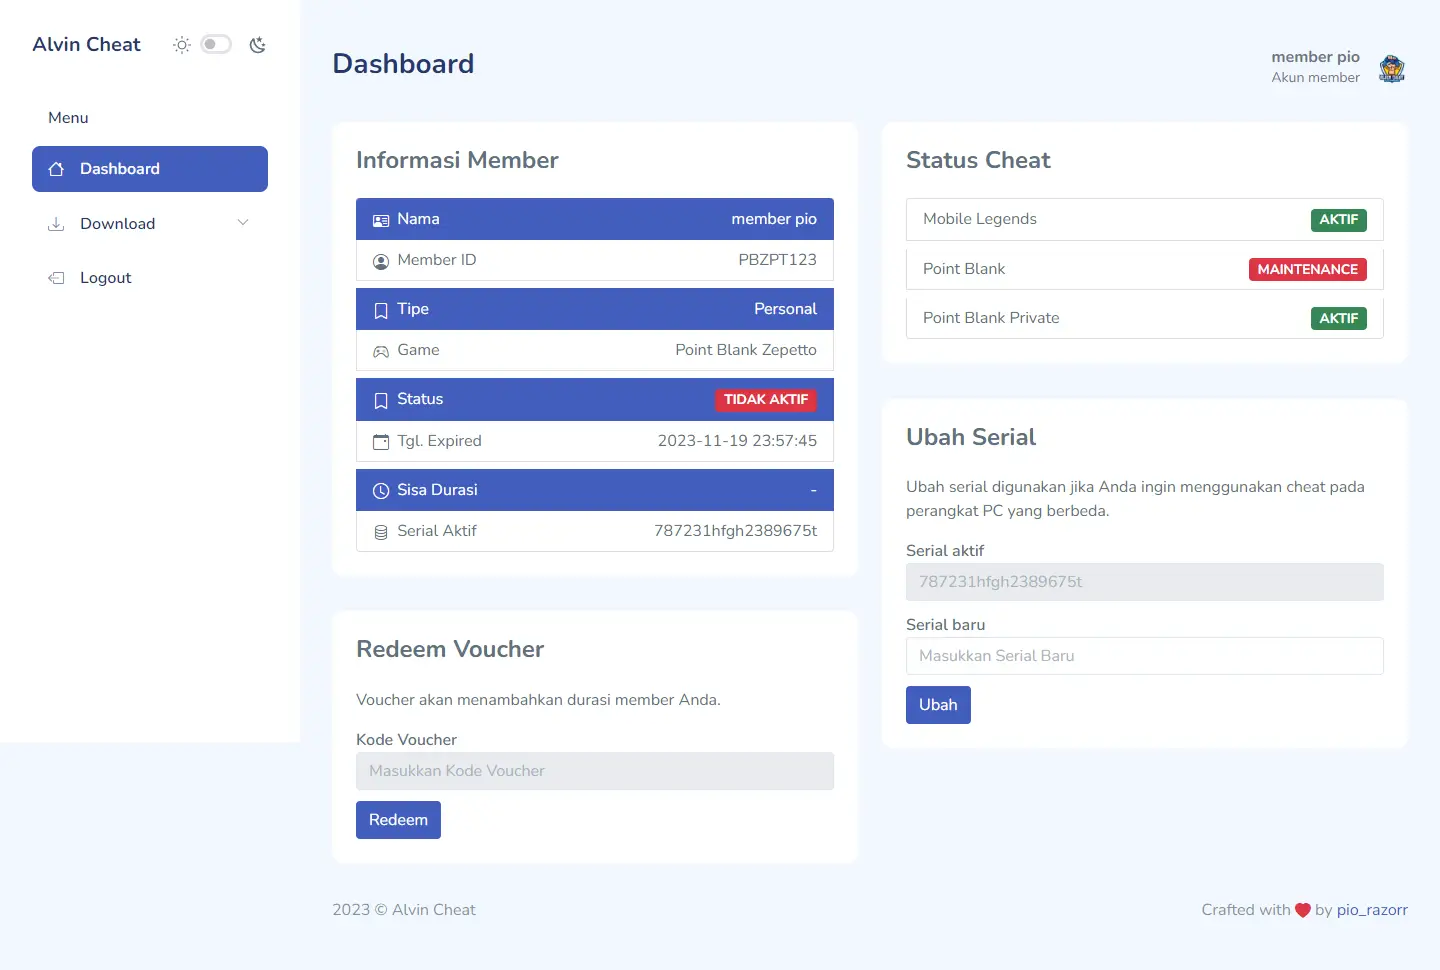 Alvin Cheat
Menu
Dashboard
Download
Logout
Dashboard
member pio
Akun member
Informasi Member
Nama member pio
Member ID PBZPT123
Tipe Personal
Game Point Blank Zepetto
Status TIDAK AKTIF
Tgl. Expired 2023-11-19 23:57:45
Sisa Durasi -
Serial Aktif 787231hfgh2389675t
Redeem Voucher
Voucher akan menambahkan durasi member Anda.
Kode Voucher
Masukkan Kode Voucher
Redeem
Status Cheat
Mobile Legends AKTIF
Point Blank MAINTENANCE
Point Blank Private AKTIF
Ubah Serial
Ubah serial digunakan jika Anda ingin menggunakan cheat pada
perangkat PC yang berbeda.
Serial aktif
787231hfgh2389675t
Serial baru
Masukkan Serial Baru
Ubah
2023 © Alvin Cheat
Crafted with ❤ by pio_razorr